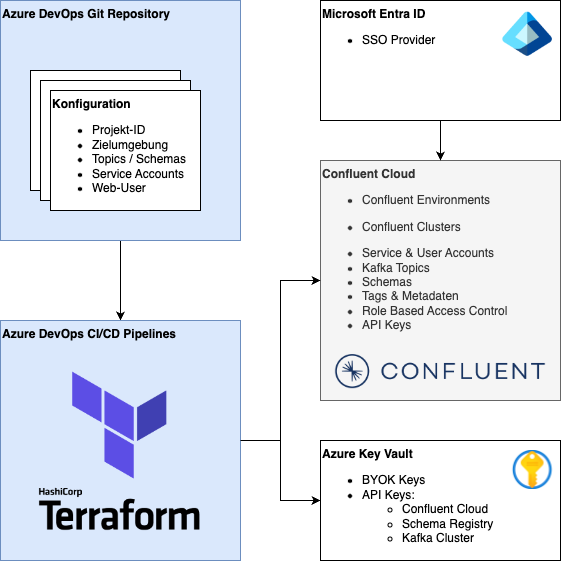 Azure DevOps Git Repository
Konfiguration
Projekt-ID
Zielumgebung
Topics / Schemas
Service Accounts
Web-User
Microsoft Entra ID
SSO Provider
Confluent Cloud
Confluent Environments
Confluent Clusters
Service & User Accounts
Kafka Topics
Schemas
Tags & Metadaten
Role Based Access Control
API Keys
CONFLUENT
Azure DevOps CI/CD Pipelines
HashiCorp
Terraform
Azure Key Vault
BYOK Keys
API Keys:
Confluent Cloud
Schema Registry
Kafka Cluster